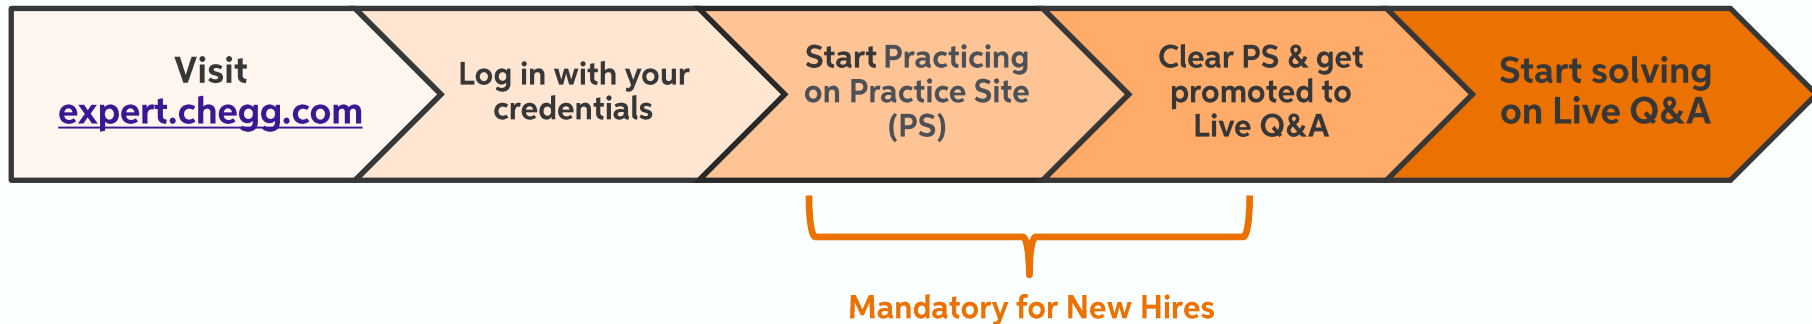 Visit
expert.chegg.com
Log in with your
credentials
Start Practicing
on Practice Site
(PS)
Clear PS & get
promoted to
Live Q&A
Start solving
on Live Q&A
Mandatory for New Hires